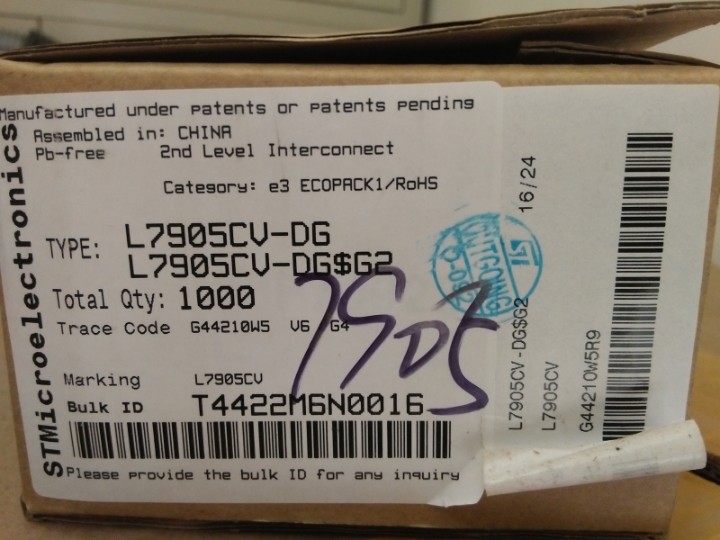 Manufactured under patents or patents pending
Assembled in: CHINA
Pb-free 2nd Level Interconnect
Category: e3 ECOPACK1/RoHS
TYPE: L7905CV-DG
L7905CV-DG$G2
Total Qty: 1000
Trace Code G44210W5 V6 G4
Marking L7905CV
Bulk ID T4422M6N0016
Please provide the bulk ID for any inquiry
STMicroelectronics
7905
ST
16/24
L7905CV-DG$G2
L7905CV
G44210W5R9